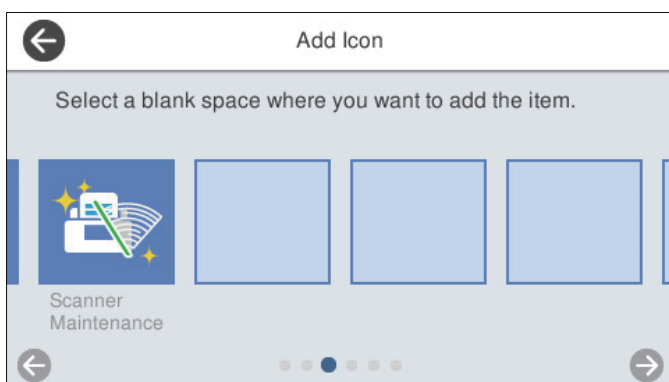 Add Icon
Select a blank space where you want to add the item.
Scanner
Maintenance